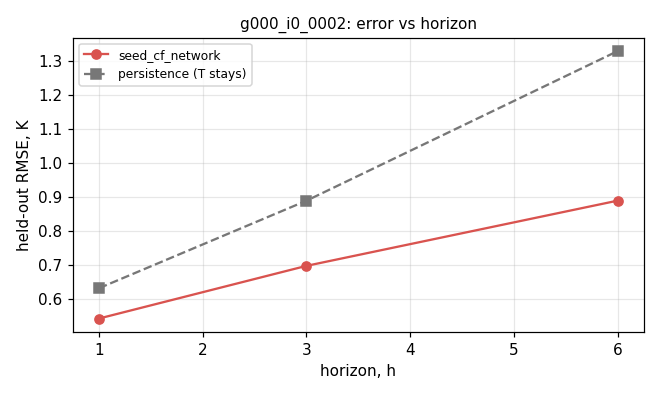 g000_i0_0002: error vs horizon
seed_cf_network
persistence (T stays)
held-out RMSE, K
1.3
1.2
1.1
1.0
0.9
0.8
0.7
0.6
1 2 3 4 5 6
horizon, h